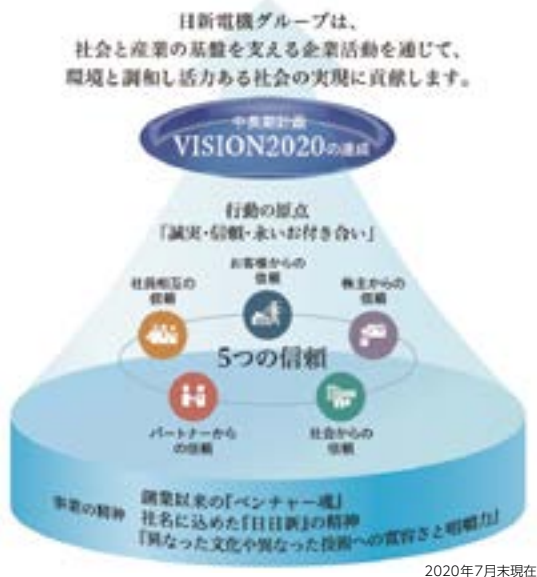 日新電機グループは、
社会と産業の基盤を支える企業活動を通じて、
環境と調和し活力ある社会の実現に貢献します。
中長期計画
VISION2020の達成
行動の原点
「誠実・信頼・永いお付き合い」
お客様からの
信頼
社員相互の
信頼
株主からの
信頼
5つの信頼
パートナーから
の信頼
社会からの
信頼
事業の精神
創業以来の『ベンチャー魂』
社名に込めた『日日新』の精神
『異なった文化や異なった技術への寛容さと咀嚼力』
2020年7月末現在